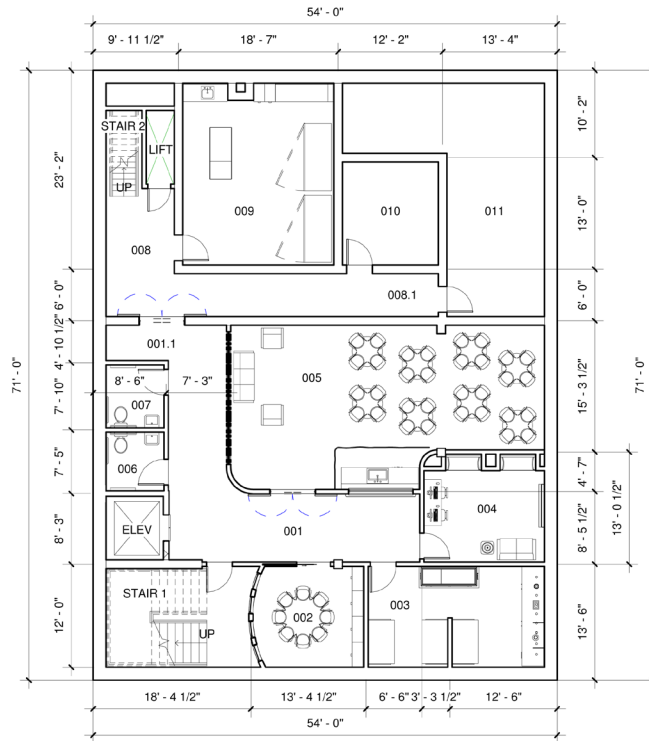 54' - 0"
9' - 11 1/2" 18' - 7" 12' - 2" 13' - 4"
STAIR 2
LIFT
UP
10' - 2"
23' - 2"
13' - 0"
009
010
011
008
008.1
6' - 0"
6' - 0"
001.1
4' - 10 1/2"
71' - 0"
71' - 0"
8' - 6"
7' - 3"
005
15' - 3 1/2"
7' - 10"
007
7' - 5"
006
4' - 7"
004
13' - 0 1/2"
8' - 3"
ELEV
001
8' - 5 1/2"
STAIR 1
003
002
UP
12' - 0"
13' - 6"
18' - 4 1/2" 13' - 4 1/2" 6' - 6" 3' - 3 1/2" 12' - 6"
54' - 0"